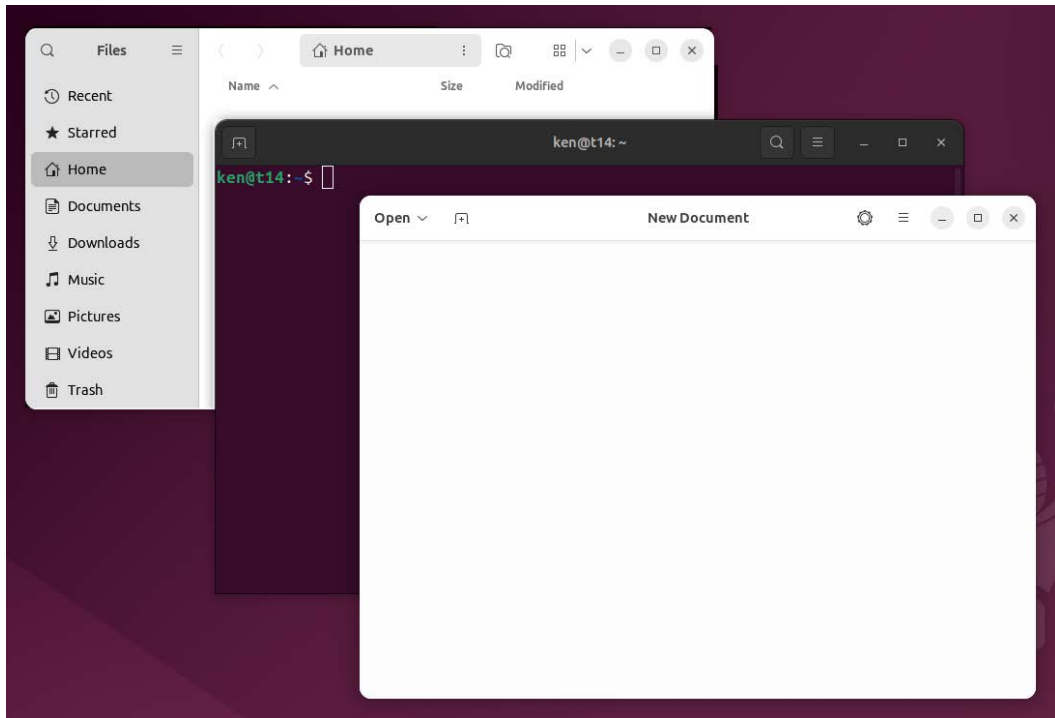 Files
Home
Name Size Modified
Recent
Starred
Home
Documents
Downloads
Music
Pictures
Videos
Trash
ken@t14: ~
ken@t14:~$
Open
New Document